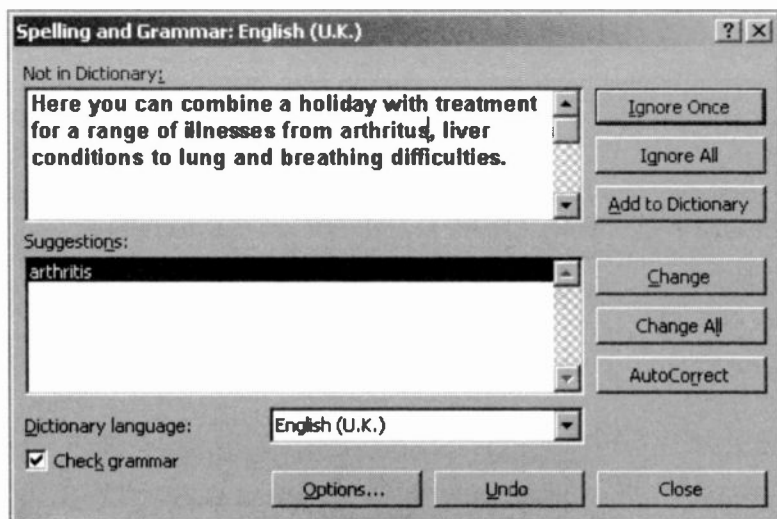 Spelling and Grammar: English (U.K.)
Not in Dictionary:
Here you can combine a holiday with treatment
for a range of illnesses from arthritus, liver
conditions to lung and breathing difficulties.
Ignore Once
Ignore All
Add to Dictionary
Suggestions:
arthritis
Change
Change All
AutoCorrect
Dictionary language:
English (U.K.)
Check grammar
Options...
Undo
Close